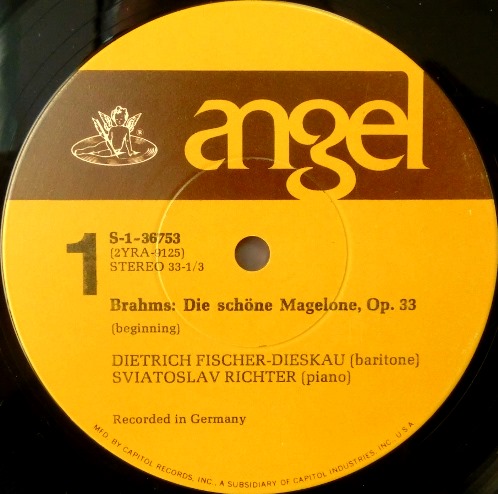 angel
®
1
S-1-36753
(2YRA-9125)
STEREO 33-1/3
Brahms: Die schöne Magelone, Op. 33
(beginning)
DIETRICH FISCHER-DIESKAU (baritone)
SVIATOSLAV RICHTER (piano)
Recorded in Germany
MFD. BY CAPITOL RECORDS, INC., A SUBSIDIARY OF CAPITOL INDUSTRIES, INC., U.S.A.